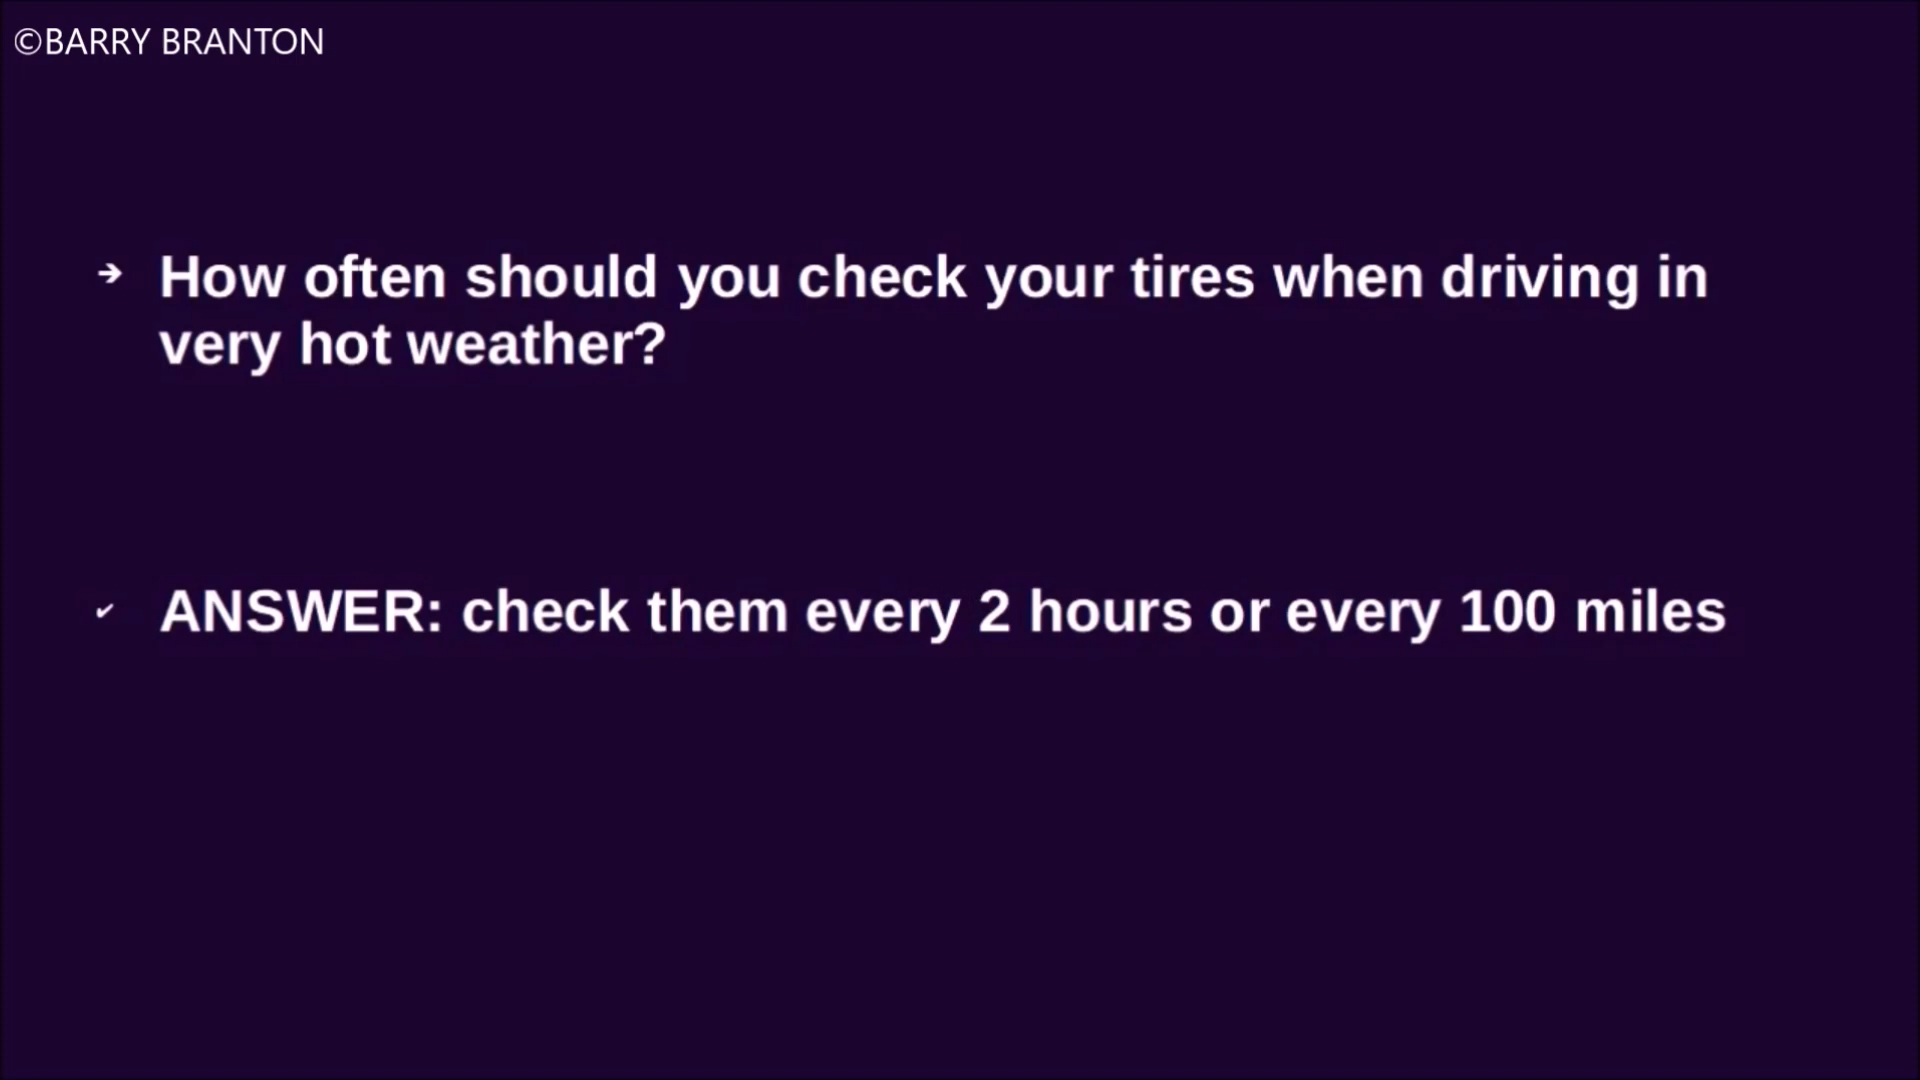 ©BARRY BRANTON
➔ How often should you check your tires when driving in
very hot weather?
✔ ANSWER: check them every 2 hours or every 100 miles